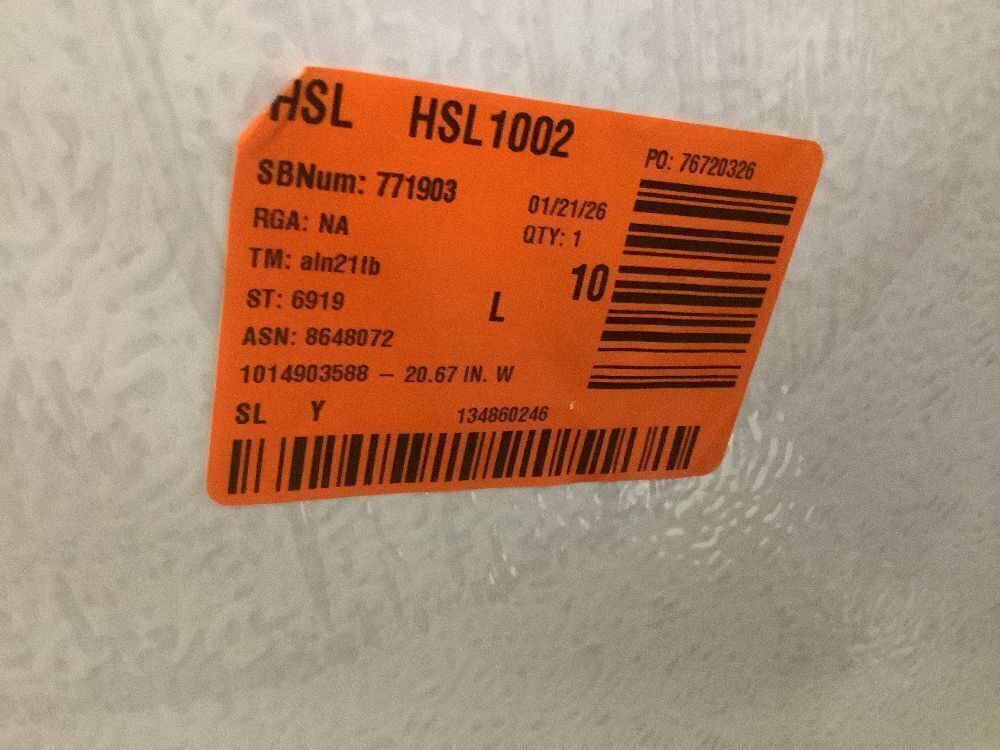 HSL HSL1002
PO: 76720326
SBNum: 771903
01/21/26
RGA: NA
QTY: 1
TM: aln21tb
10
ST: 6919
L
ASN: 8648072
1014903588 – 20.67 IN. W
SL Y 134860246